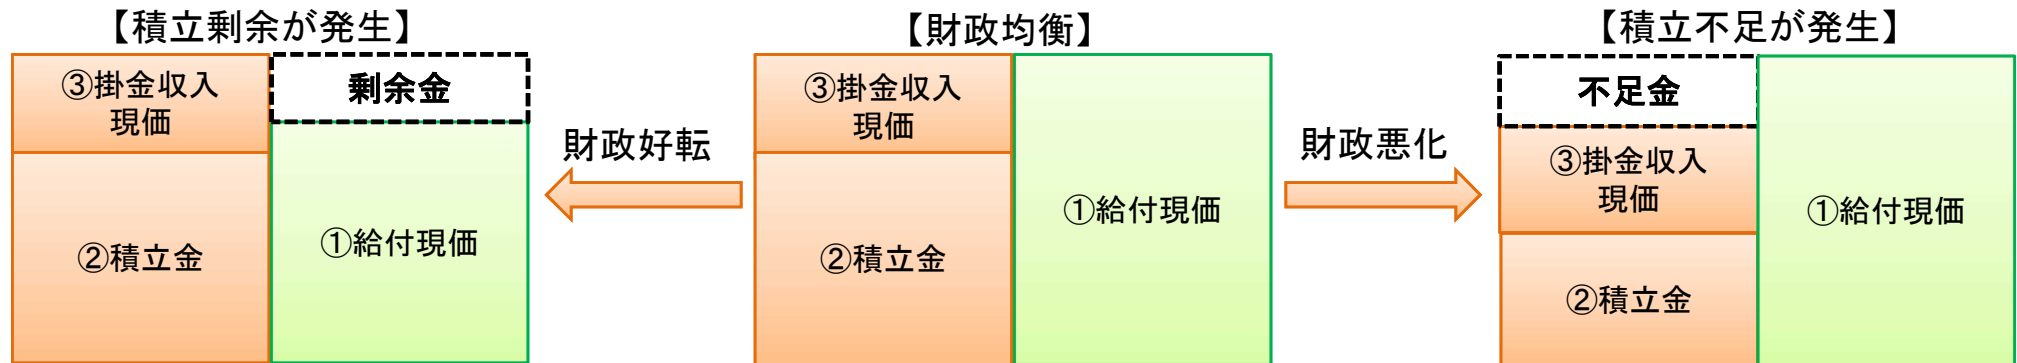 【積立剰余が発生】
③掛金収入
現価
剰余金
②積立金
①給付現価
財政好転
【財政均衡】
③掛金収入
現価
②積立金
①給付現価
財政悪化
【積立不足が発生】
不足金
③掛金収入
現価
②積立金
①給付現価